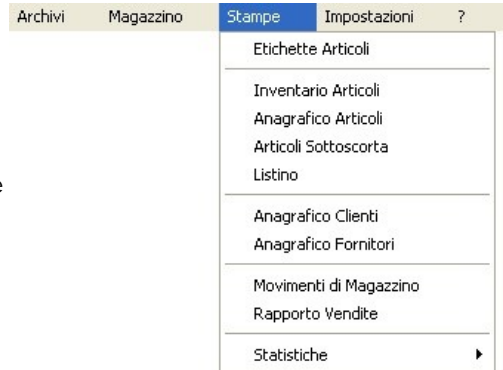 Archivi Magazzino Stampe Impostazioni ?
Etichette Articoli
Inventario Articoli
Anagrafico Articoli
Articoli Sottoscorta
e
Listino
Anagrafico Clienti
Anagrafico Fornitori
Movimenti di Magazzino
Rapporto Vendite
Statistiche